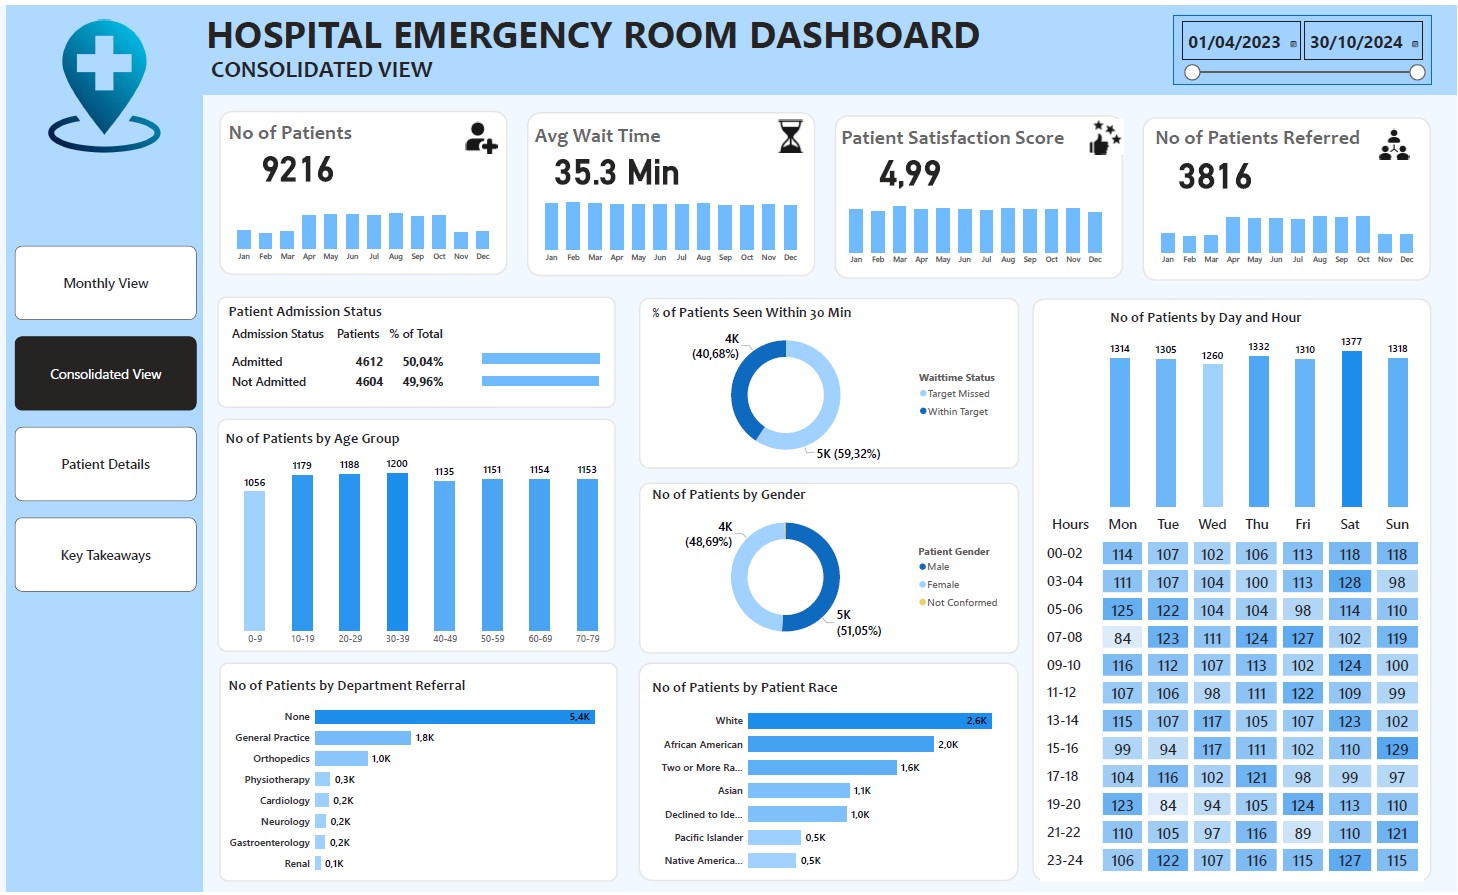 HOSPITAL EMERGENCY ROOM DASHBOARD
CONSOLIDATED VIEW
01/04/2023 30/10/2024
Monthly View
Consolidated View
Patient Details
Key Takeaways
No of Patients
9216
Jan Feb Mar Apr May Jun Jul Aug Sep Oct Nov Dec
Avg Wait Time
35.3 Min
Jan Feb Mar Apr May Jun Jul Aug Sep Oct Nov Dec
Patient Satisfaction Score
4,99
Jan Feb Mar Apr May Jun Jul Aug Sep Oct Nov Dec
No of Patients Referred
3816
Jan Feb Mar Apr May Jun Jul Aug Sep Oct Nov Dec
Patient Admission Status
Admission Status Patients % of Total
Admitted 4612 50,04%
Not Admitted 4604 49,96%
No of Patients by Age Group
1056 1179 1188 1200 1135 1151 1154 1153
0-9 10-19 20-29 30-39 40-49 50-59 60-69 70-79
No of Patients by Department Referral
None 5,4K
General Practice 1,8K
Orthopedics 1,0K
Physiotherapy 0,3K
Cardiology 0,2K
Neurology 0,2K
Gastroenterology 0,2K
Renal 0,1K
% of Patients Seen Within 30 Min
4K
(40,68%)
5K (59,32%)
Waittime Status
Target Missed
Within Target
No of Patients by Gender
4K
(48,69%)
5K
(51,05%)
Patient Gender
Male
Female
Not Conformed
No of Patients by Patient Race
White 2,6K
African American 2,0K
Two or More Ra... 1,6K
Asian 1,1K
Declined to Ide... 1,0K
Pacific Islander 0,5K
Native America... 0,5K
No of Patients by Day and Hour
1314 1305 1260 1332 1310 1377 1318
Hours Mon Tue Wed Thu Fri Sat Sun
00-02 114 107 102 106 113 118 118
03-04 111 107 104 100 113 128 98
05-06 125 122 104 104 98 114 110
07-08 84 123 111 124 127 102 119
09-10 116 112 107 113 102 124 100
11-12 107 106 98 111 122 109 99
13-14 115 107 117 105 107 123 102
15-16 99 94 117 111 102 110 129
17-18 104 116 102 121 98 99 97
19-20 123 84 94 105 124 113 110
21-22 110 105 97 116 89 110 121
23-24 106 122 107 116 115 127 115